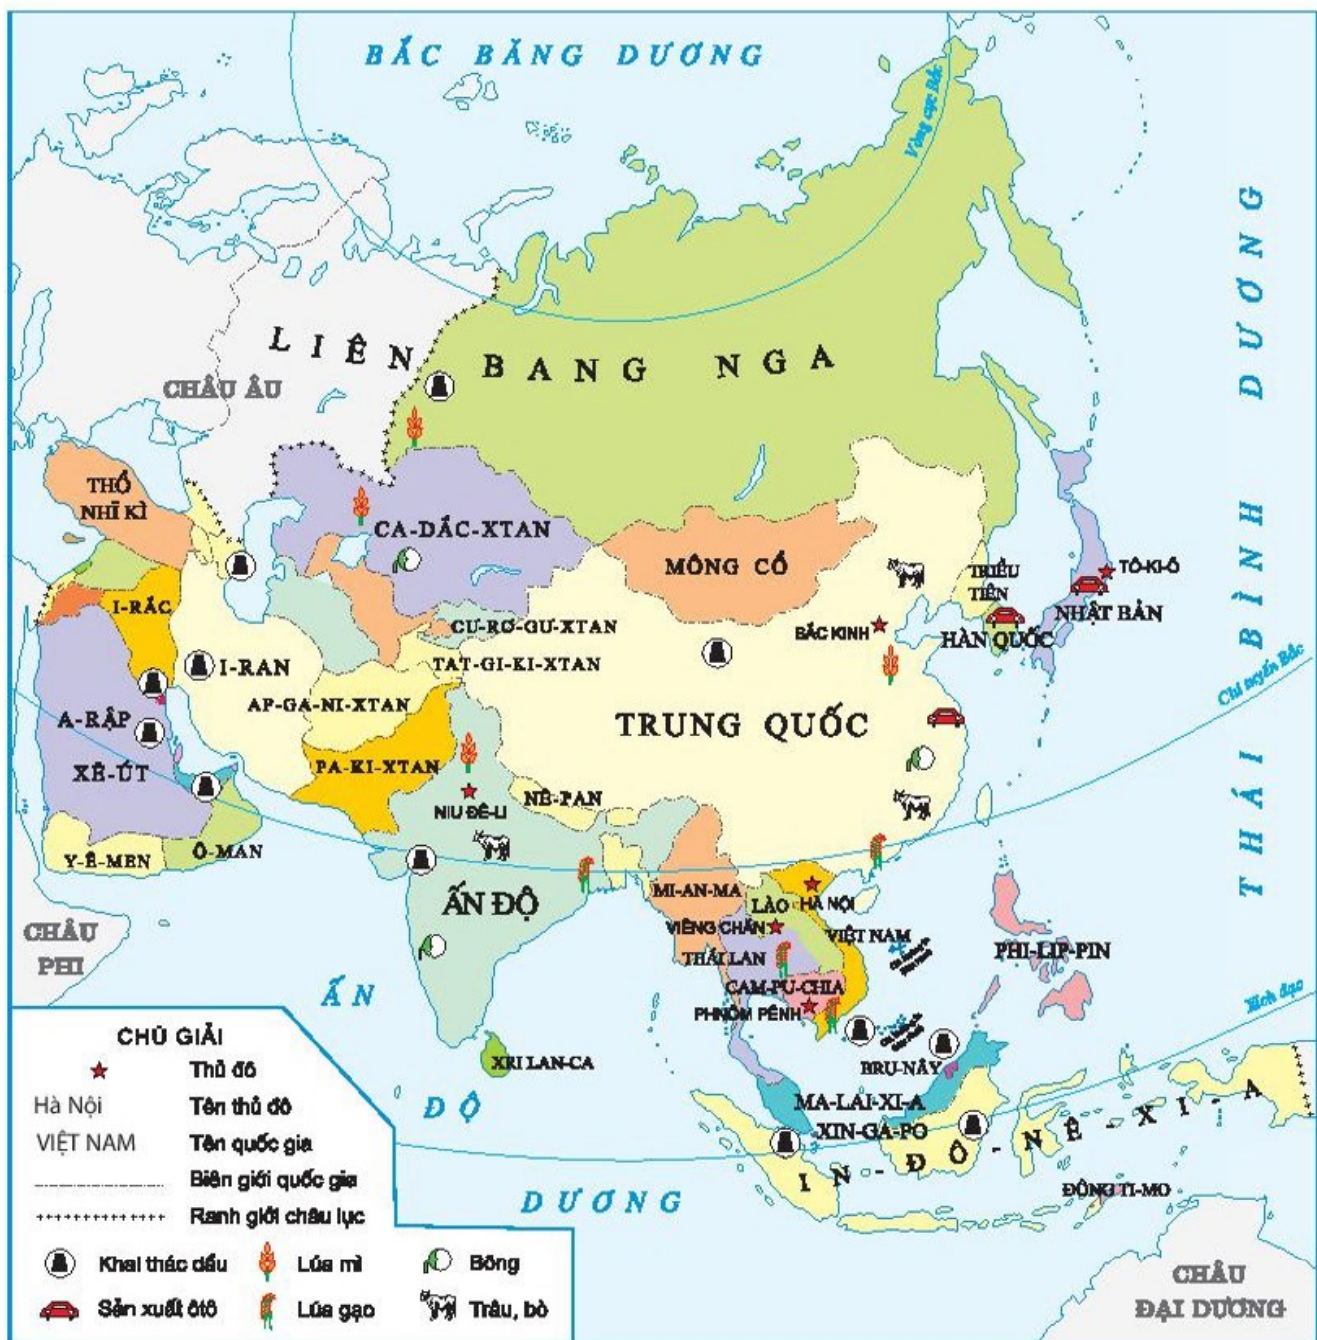 BẮC BĂNG DƯƠNG
Vòng cực Bắc
LIÊN BANG NGA
CHÂU ÂU
THỔ
NHĨ KÌ
CA-DẮC-XTAN
MÔNG CỔ
TRIỀU
TIÊN
TÔ-KI-Ô
NHẬT BẢN
HÀN QUỐC
BẮC KINH
I-RẮC
I-RAN
CƯ-RƠ-GƯ-XTAN
TAT-GI-KI-XTAN
AP-GA-NI-XTAN
TRUNG QUỐC
A-RẬP
XÊ-ÚT
PA-KI-XTAN
NÊ-PAN
NIU ĐÊ-LI
Y-Ê-MEN
Ô-MAN
Chí tuyến Bắc
THÁI BÌNH DƯƠNG
ẤN ĐỘ
MI-AN-MA
LÀO
HÀ NỘI
VIÊNG CHĂN
VIỆT NAM
THÁI LAN
CAM-PU-CHIA
PHNÔM PÊNH
PHI-LIP-PIN
CHÂU
PHI
ẤN
ĐỘ
DƯƠNG
XRI LAN-CA
Xích đạo
BRU-NÂY
MA-LAI-XI-A
XIN-GA-PO
IN-ĐÔ-NÊ-XI-A
ĐÔNG TI-MO
CHÂU
ĐẠI DƯƠNG
CHÚ GIẢI
Thủ đô
Hà Nội Tên thủ đô
VIỆT NAM Tên quốc gia
Biên giới quốc gia
Ranh giới châu lục
Khai thác dầu Lúa mì Bông
Sản xuất ôtô Lúa gạo Trâu, bò